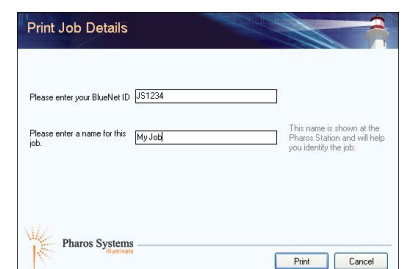 Print Job Details
Please enter your BlueNet ID JS1234
Please enter a name for this
job.
My Job
This name is shown at the
Pharos Station and will help
you identify the job.
Pharos Systems
illuminate
Print Cancel